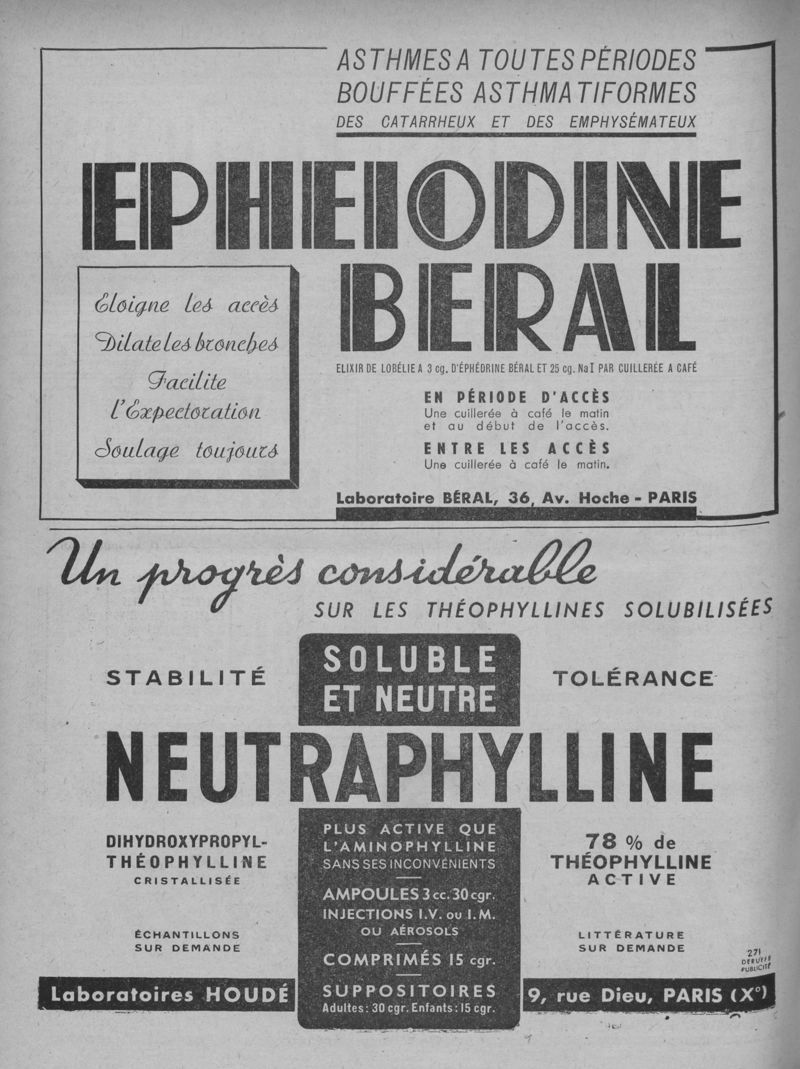 ASTHMES A TOUTES PÉRIODES
BOUFFÉES ASTHMATIFORMES
DES CATARRHEUX ET DES EMPHYSÉMATEUX
EPHEIODINE
BERAL
Eloigne les accès
Dilate les bronches
Facilite
l'Expectoration
Soulage toujours
ELIXIR DE LOBÉLIE A 3 cg. D'ÉPHÉDRINE BÉRAL ET 25 cg. NaI PAR CUILLERÉE A CAFÉ
EN PÉRIODE D'ACCÈS
Une cuillerée à café le matin
et au début de l'accès.
ENTRE LES ACCÈS
Une cuillerée à café le matin.
Laboratoire BÉRAL, 36, Av. Hoche - PARIS
Un progrès considérable
SUR LES THÉOPHYLLINES SOLUBILISÉES
STABILITÉ
SOLUBLE
ET NEUTRE
TOLÉRANCE
NEUTRAPHYLLINE
DIHYDROXYPROPYL-
THÉOPHYLLINE
CRISTALLISÉE
ÉCHANTILLONS
SUR DEMANDE
PLUS ACTIVE QUE
L'AMINOPHYLLINE
SANS SES INCONVÉNIENTS
AMPOULES 3 cc. 30 cgr.
INJECTIONS I.V. ou I.M.
OU AÉROSOLS
COMPRIMÉS 15 cgr.
SUPPOSITOIRES
Adultes: 30 cgr. Enfants: 15 cgr.
78 % de
THÉOPHYLLINE
ACTIVE
LITTÉRATURE
SUR DEMANDE
271
DERUFFE
PUBLICITÉ
Laboratoires HOUDÉ
9, rue Dieu, PARIS (X°)